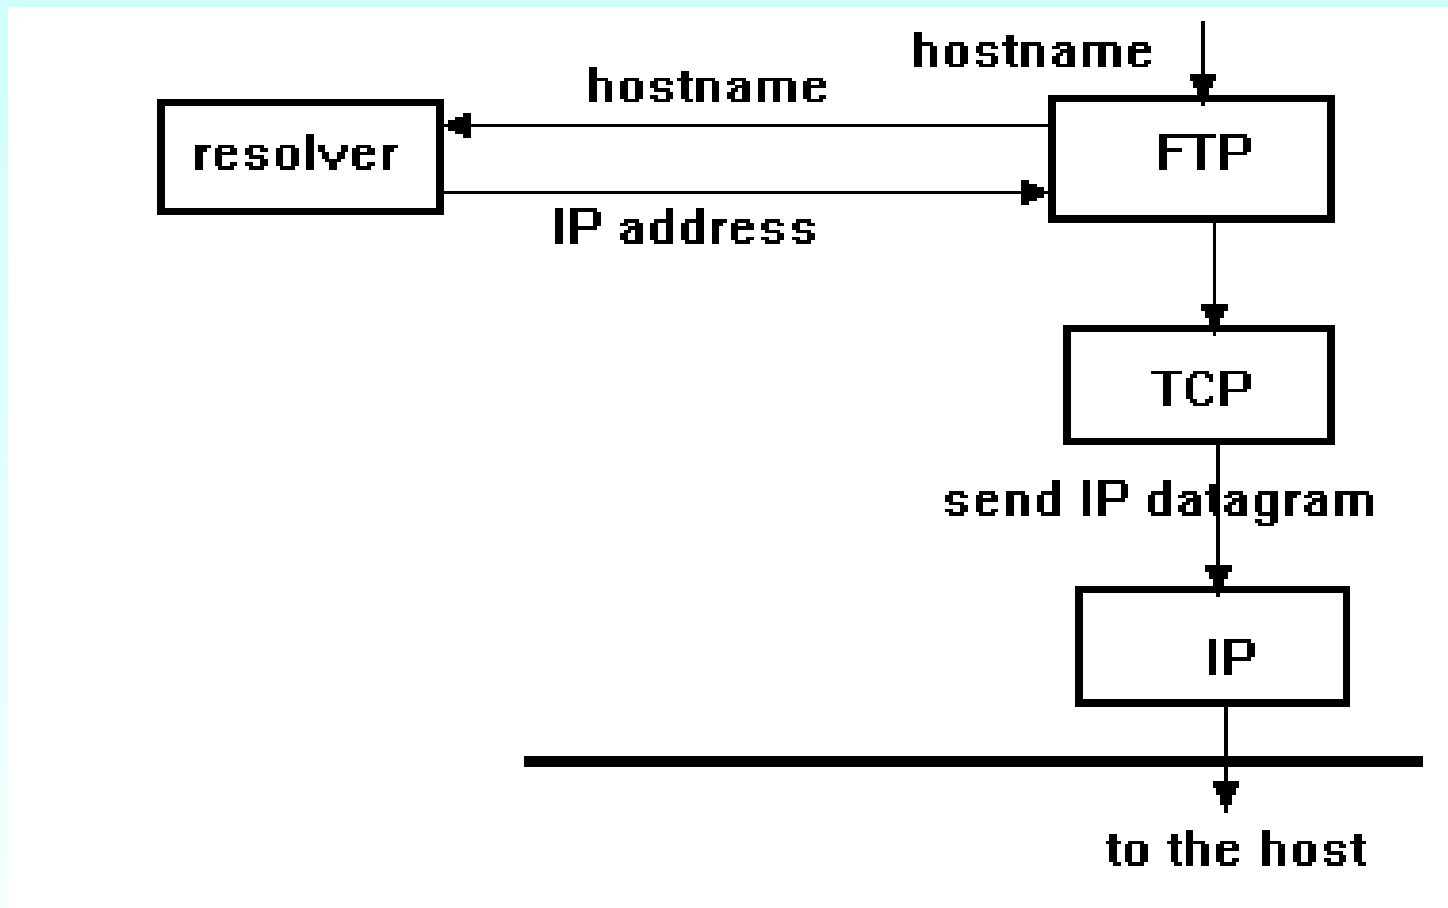 hostname
hostname
resolver
FTP
IP address
TCP
send IP datagram
IP
to the host